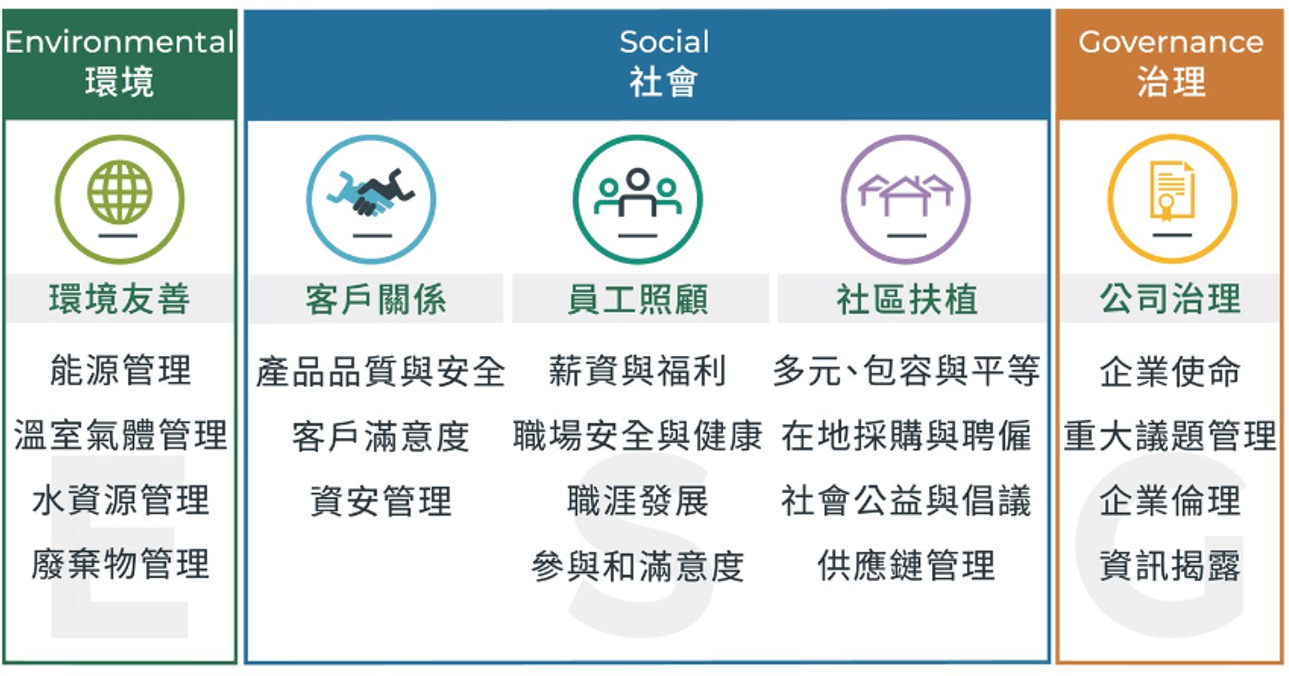 Environmental
環境
環境友善
能源管理
溫室氣體管理
水資源管理
廢棄物管理
E
Social
社會
客戶關係
產品品質與安全
客戶滿意度
資安管理
員工照顧
薪資與福利
職場安全與健康
職涯發展
參與和滿意度
S
社區扶植
多元、包容與平等
在地採購與聘僱
社會公益與倡議
供應鏈管理
Governance
治理
公司治理
企業使命
重大議題管理
企業倫理
資訊揭露
G